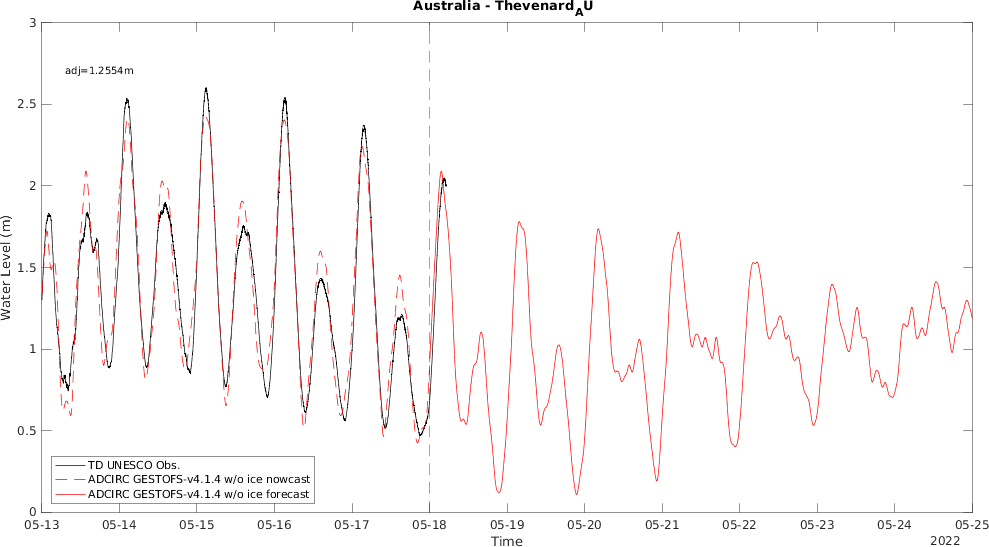 Australia - Thevenard_AU
adj=1.2554m
Water Level (m)
3
2.5
2
1.5
1
0.5
0
TD UNESCO Obs.
ADCIRC GESTOFS-v4.1.4 w/o ice nowcast
ADCIRC GESTOFS-v4.1.4 w/o ice forecast
05-13 05-14 05-15 05-16 05-17 05-18 05-19 05-20 05-21 05-22 05-23 05-24 05-25
Time
2022